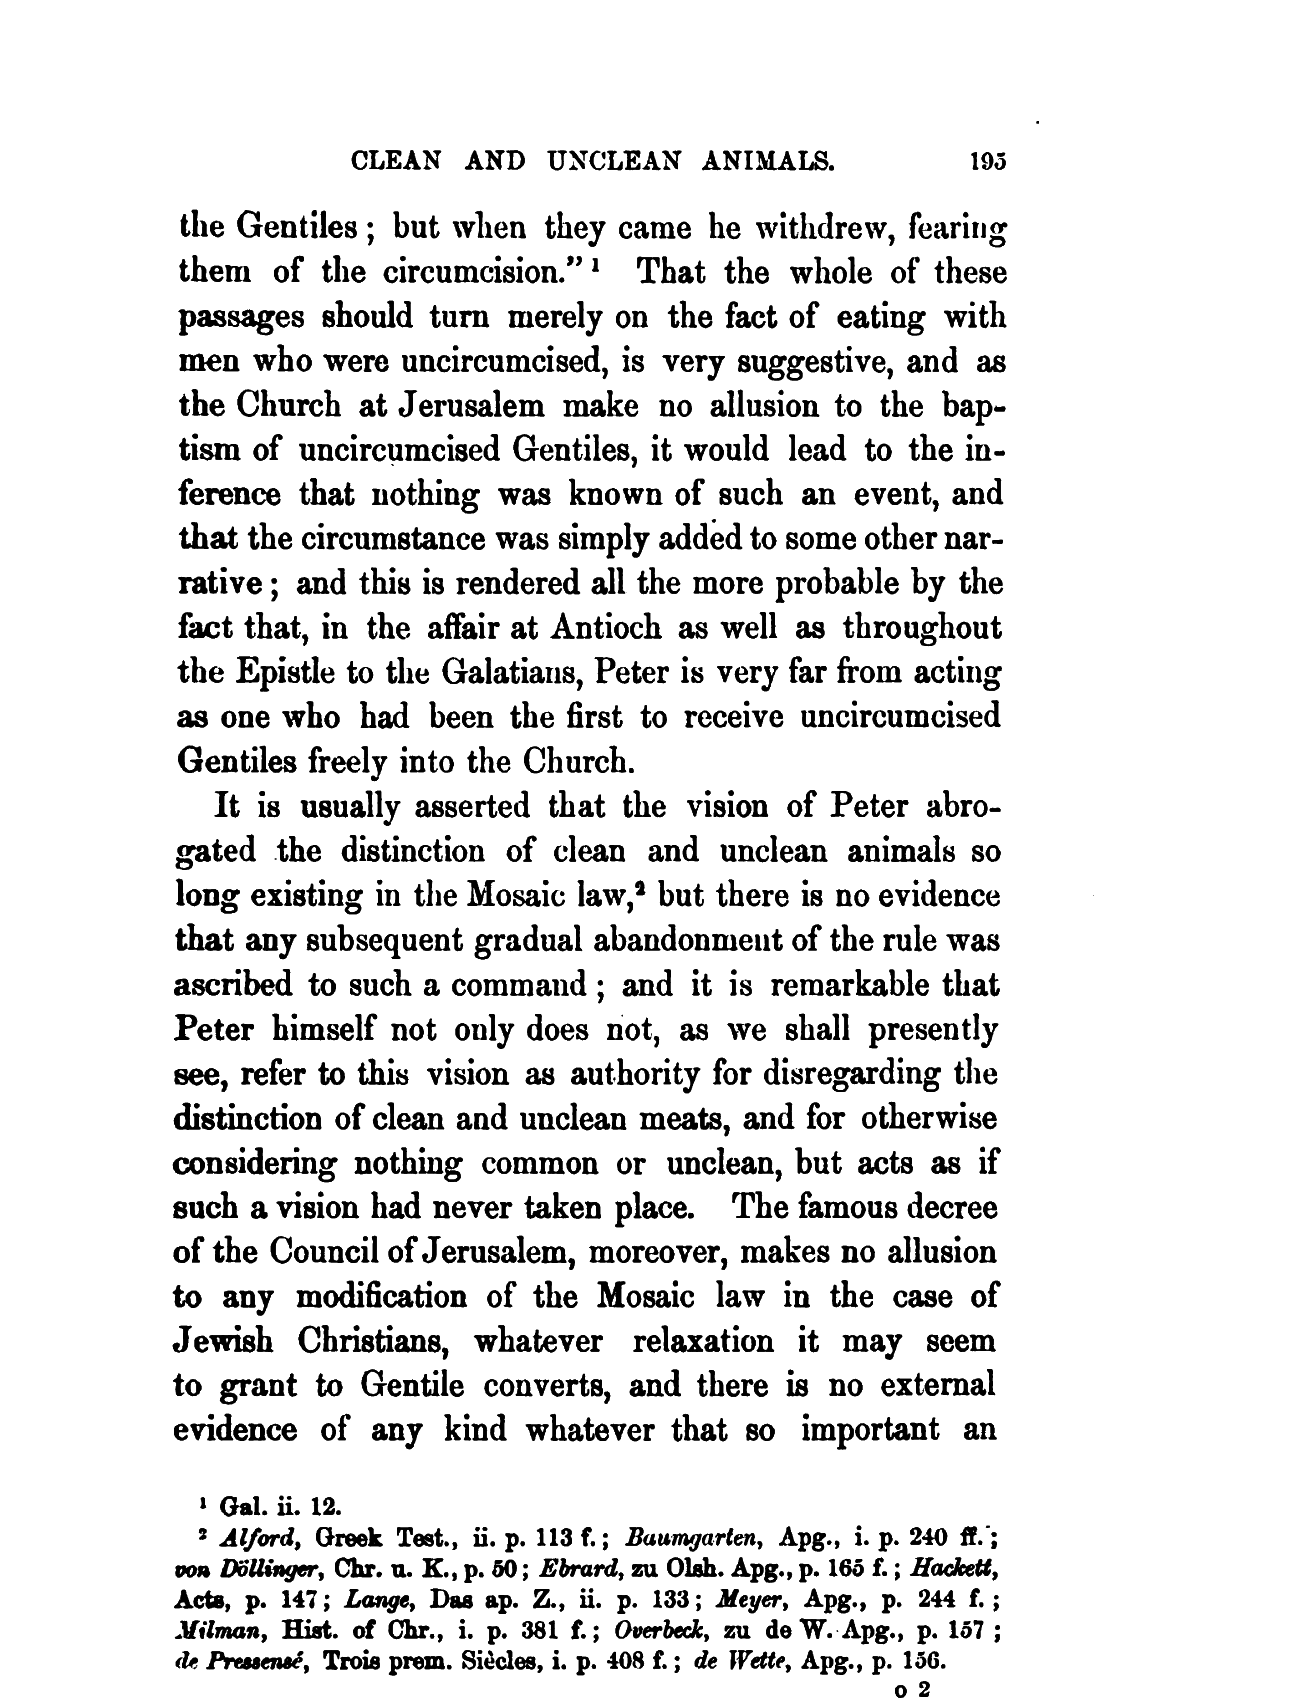 CLEAN AND UNCLEAN ANIMALS. 195
the Gentiles ; but when they came he withdrew, fearing
them of the circumcision." ¹ That the whole of these
passages should turn merely on the fact of eating with
men who were uncircumcised, is very suggestive, and as
the Church at Jerusalem make no allusion to the bap-
tism of uncircumcised Gentiles, it would lead to the in-
ference that nothing was known of such an event, and
that the circumstance was simply added to some other nar-
rative ; and this is rendered all the more probable by the
fact that, in the affair at Antioch as well as throughout
the Epistle to the Galatians, Peter is very far from acting
as one who had been the first to receive uncircumcised
Gentiles freely into the Church.
It is usually asserted that the vision of Peter abro-
gated the distinction of clean and unclean animals so
long existing in the Mosaic law,² but there is no evidence
that any subsequent gradual abandonment of the rule was
ascribed to such a command ; and it is remarkable that
Peter himself not only does not, as we shall presently
see, refer to this vision as authority for disregarding the
distinction of clean and unclean meats, and for otherwise
considering nothing common or unclean, but acts as if
such a vision had never taken place. The famous decree
of the Council of Jerusalem, moreover, makes no allusion
to any modification of the Mosaic law in the case of
Jewish Christians, whatever relaxation it may seem
to grant to Gentile converts, and there is no external
evidence of any kind whatever that so important an
¹ Gal. ii. 12.
² Alford, Greek Test., ii. p. 113 f. ; Baumgarten, Apg., i. p. 240 ff. ;
von Döllinger, Chr. u. K., p. 50 ; Ebrard, zu Olsh. Apg., p. 165 f. ; Hackett,
Acts, p. 147 ; Lange, Das ap. Z., ii. p. 133 ; Meyer, Apg., p. 244 f. ;
Milman, Hist. of Chr., i. p. 381 f. ; Overbeck, zu de W. Apg., p. 157 ;
de Pressensé, Trois prem. Siècles, i. p. 408 f. ; de Wette, Apg., p. 156.
o 2